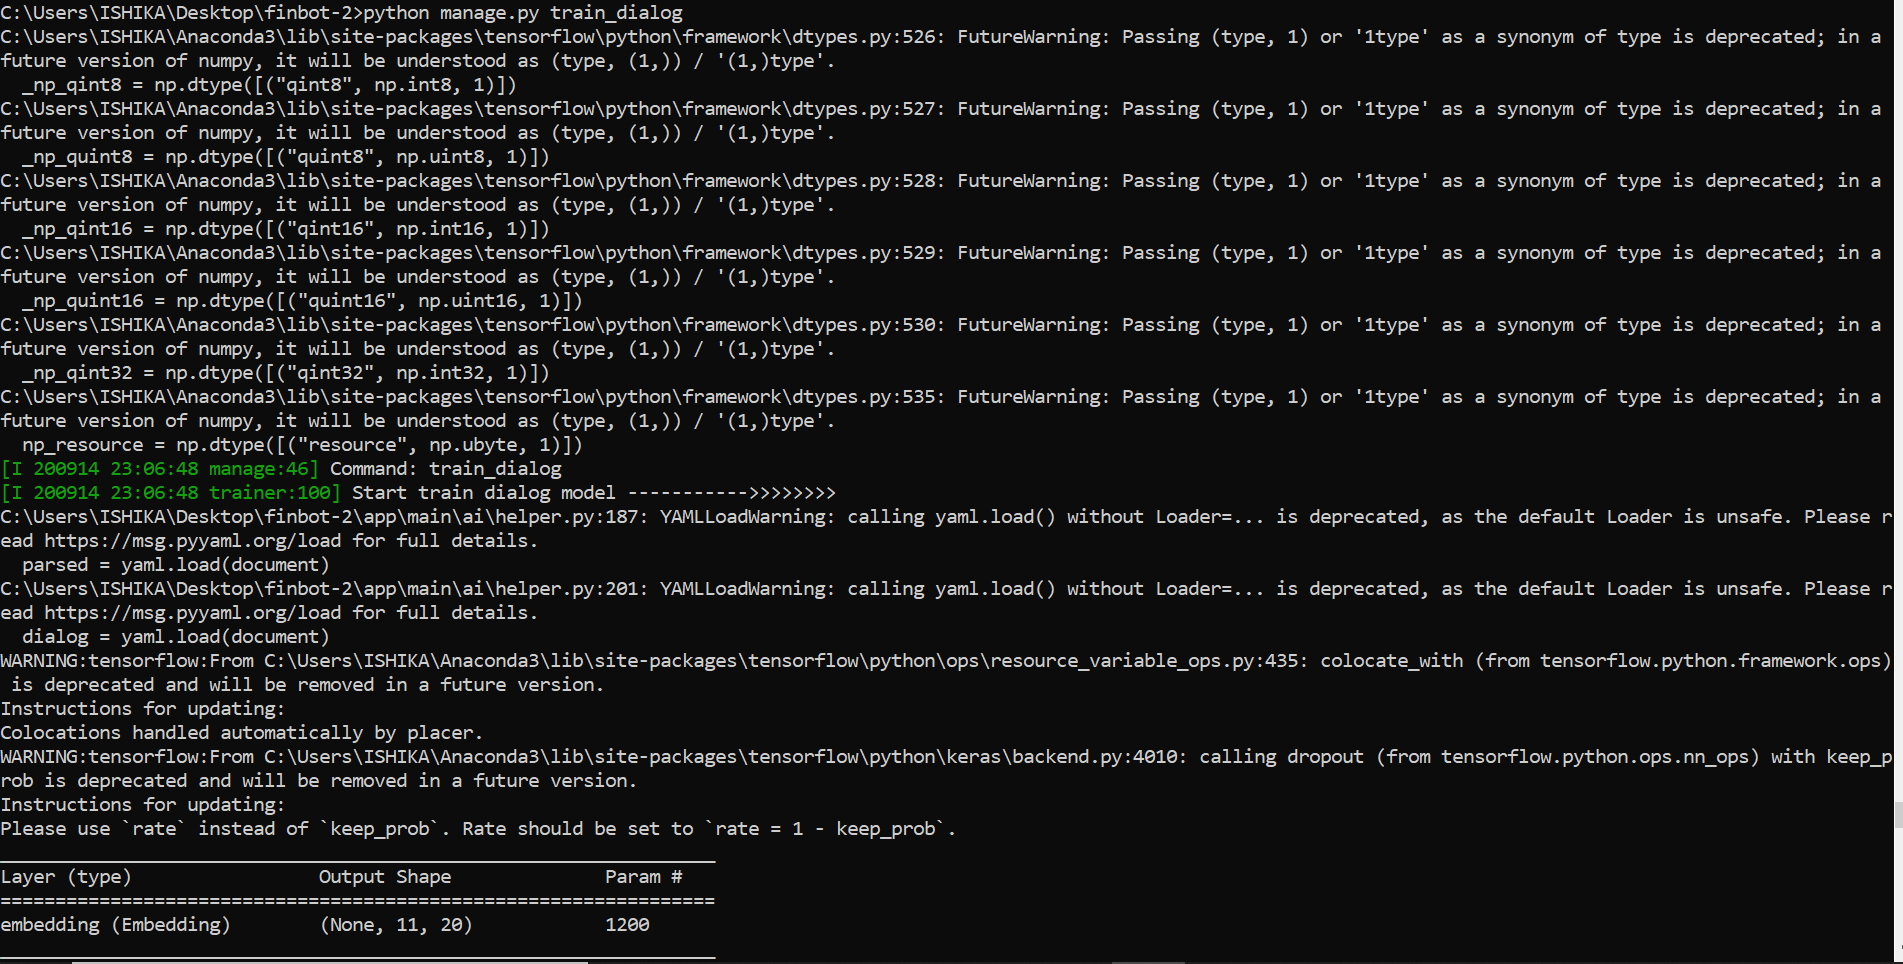 C:\Users\ISHIKA\Desktop\finbot-2>python manage.py train_dialog
C:\Users\ISHIKA\Anaconda3\lib\site-packages\tensorflow\python\framework\dtypes.py:526: FutureWarning: Passing (type, 1) or '1type' as a synonym of type is deprecated; in a
future version of numpy, it will be understood as (type, (1,)) / '(1,)type'.
  _np_qint8 = np.dtype([("qint8", np.int8, 1)])
C:\Users\ISHIKA\Anaconda3\lib\site-packages\tensorflow\python\framework\dtypes.py:527: FutureWarning: Passing (type, 1) or '1type' as a synonym of type is deprecated; in a
future version of numpy, it will be understood as (type, (1,)) / '(1,)type'.
  _np_quint8 = np.dtype([("quint8", np.uint8, 1)])
C:\Users\ISHIKA\Anaconda3\lib\site-packages\tensorflow\python\framework\dtypes.py:528: FutureWarning: Passing (type, 1) or '1type' as a synonym of type is deprecated; in a
future version of numpy, it will be understood as (type, (1,)) / '(1,)type'.
  _np_qint16 = np.dtype([("qint16", np.int16, 1)])
C:\Users\ISHIKA\Anaconda3\lib\site-packages\tensorflow\python\framework\dtypes.py:529: FutureWarning: Passing (type, 1) or '1type' as a synonym of type is deprecated; in a
future version of numpy, it will be understood as (type, (1,)) / '(1,)type'.
  _np_quint16 = np.dtype([("quint16", np.uint16, 1)])
C:\Users\ISHIKA\Anaconda3\lib\site-packages\tensorflow\python\framework\dtypes.py:530: FutureWarning: Passing (type, 1) or '1type' as a synonym of type is deprecated; in a
future version of numpy, it will be understood as (type, (1,)) / '(1,)type'.
  _np_qint32 = np.dtype([("qint32", np.int32, 1)])
C:\Users\ISHIKA\Anaconda3\lib\site-packages\tensorflow\python\framework\dtypes.py:535: FutureWarning: Passing (type, 1) or '1type' as a synonym of type is deprecated; in a
future version of numpy, it will be understood as (type, (1,)) / '(1,)type'.
  np_resource = np.dtype([("resource", np.ubyte, 1)])
[I 200914 23:06:48 manage:46] Command: train_dialog
[I 200914 23:06:48 trainer:100] Start train dialog model ----------->>>>>>>>
C:\Users\ISHIKA\Desktop\finbot-2\app\main\ai\helper.py:187: YAMLLoadWarning: calling yaml.load() without Loader=... is deprecated, as the default Loader is unsafe. Please r
ead https://msg.pyyaml.org/load for full details.
  parsed = yaml.load(document)
C:\Users\ISHIKA\Desktop\finbot-2\app\main\ai\helper.py:201: YAMLLoadWarning: calling yaml.load() without Loader=... is deprecated, as the default Loader is unsafe. Please r
ead https://msg.pyyaml.org/load for full details.
  dialog = yaml.load(document)
WARNING:tensorflow:From C:\Users\ISHIKA\Anaconda3\lib\site-packages\tensorflow\python\ops\resource_variable_ops.py:435: colocate_with (from tensorflow.python.framework.ops)
 is deprecated and will be removed in a future version.
Instructions for updating:
Colocations handled automatically by placer.
WARNING:tensorflow:From C:\Users\ISHIKA\Anaconda3\lib\site-packages\tensorflow\python\keras\backend.py:4010: calling dropout (from tensorflow.python.ops.nn_ops) with keep_p
rob is deprecated and will be removed in a future version.
Instructions for updating:
Please use `rate` instead of `keep_prob`. Rate should be set to `rate = 1 - keep_prob`.
_________________________________________________________________
Layer (type)                 Output Shape              Param #
=================================================================
embedding (Embedding)        (None, 11, 20)            1200
_________________________________________________________________